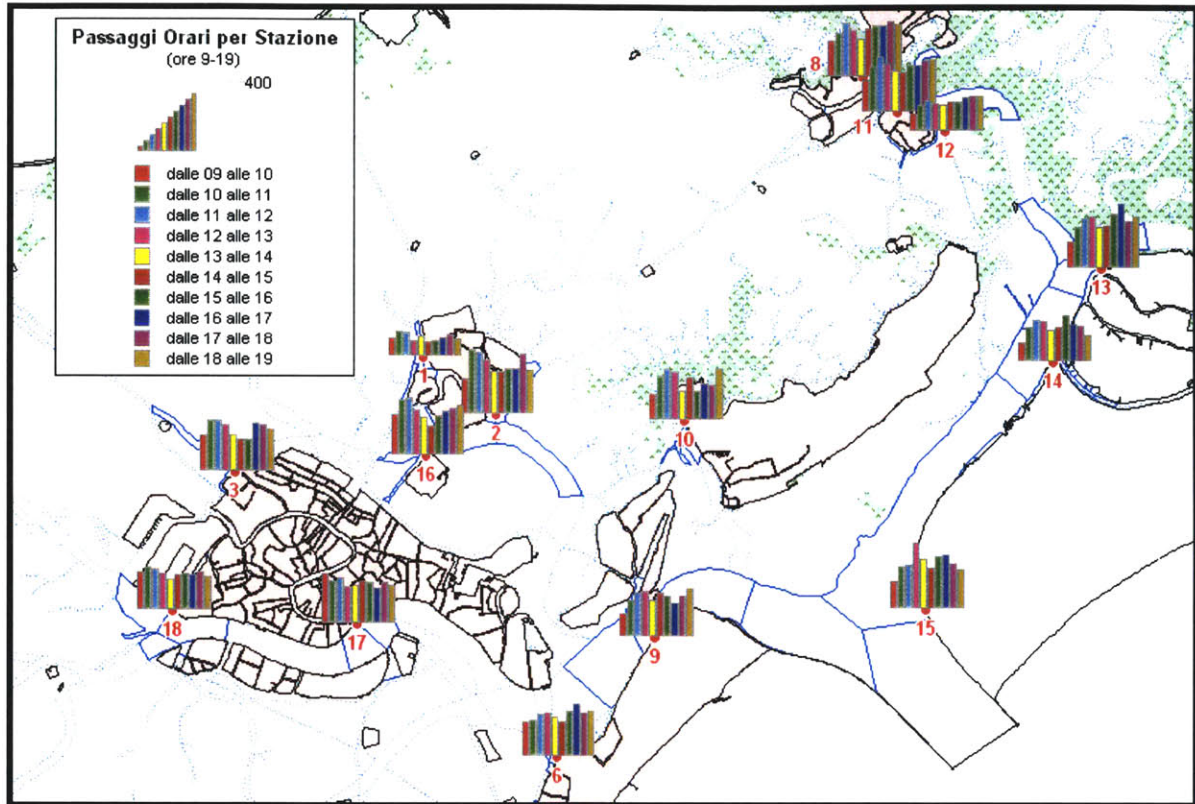 Passaggi Orari per Stazione
(ore 9-19)
400
dalle 09 alle 10
dalle 10 alle 11
dalle 11 alle 12
dalle 12 alle 13
dalle 13 alle 14
dalle 14 alle 15
dalle 15 alle 16
dalle 16 alle 17
dalle 17 alle 18
dalle 18 alle 19
8
11
12
13
14
1
2
10
16
3
15
18
17
9
6